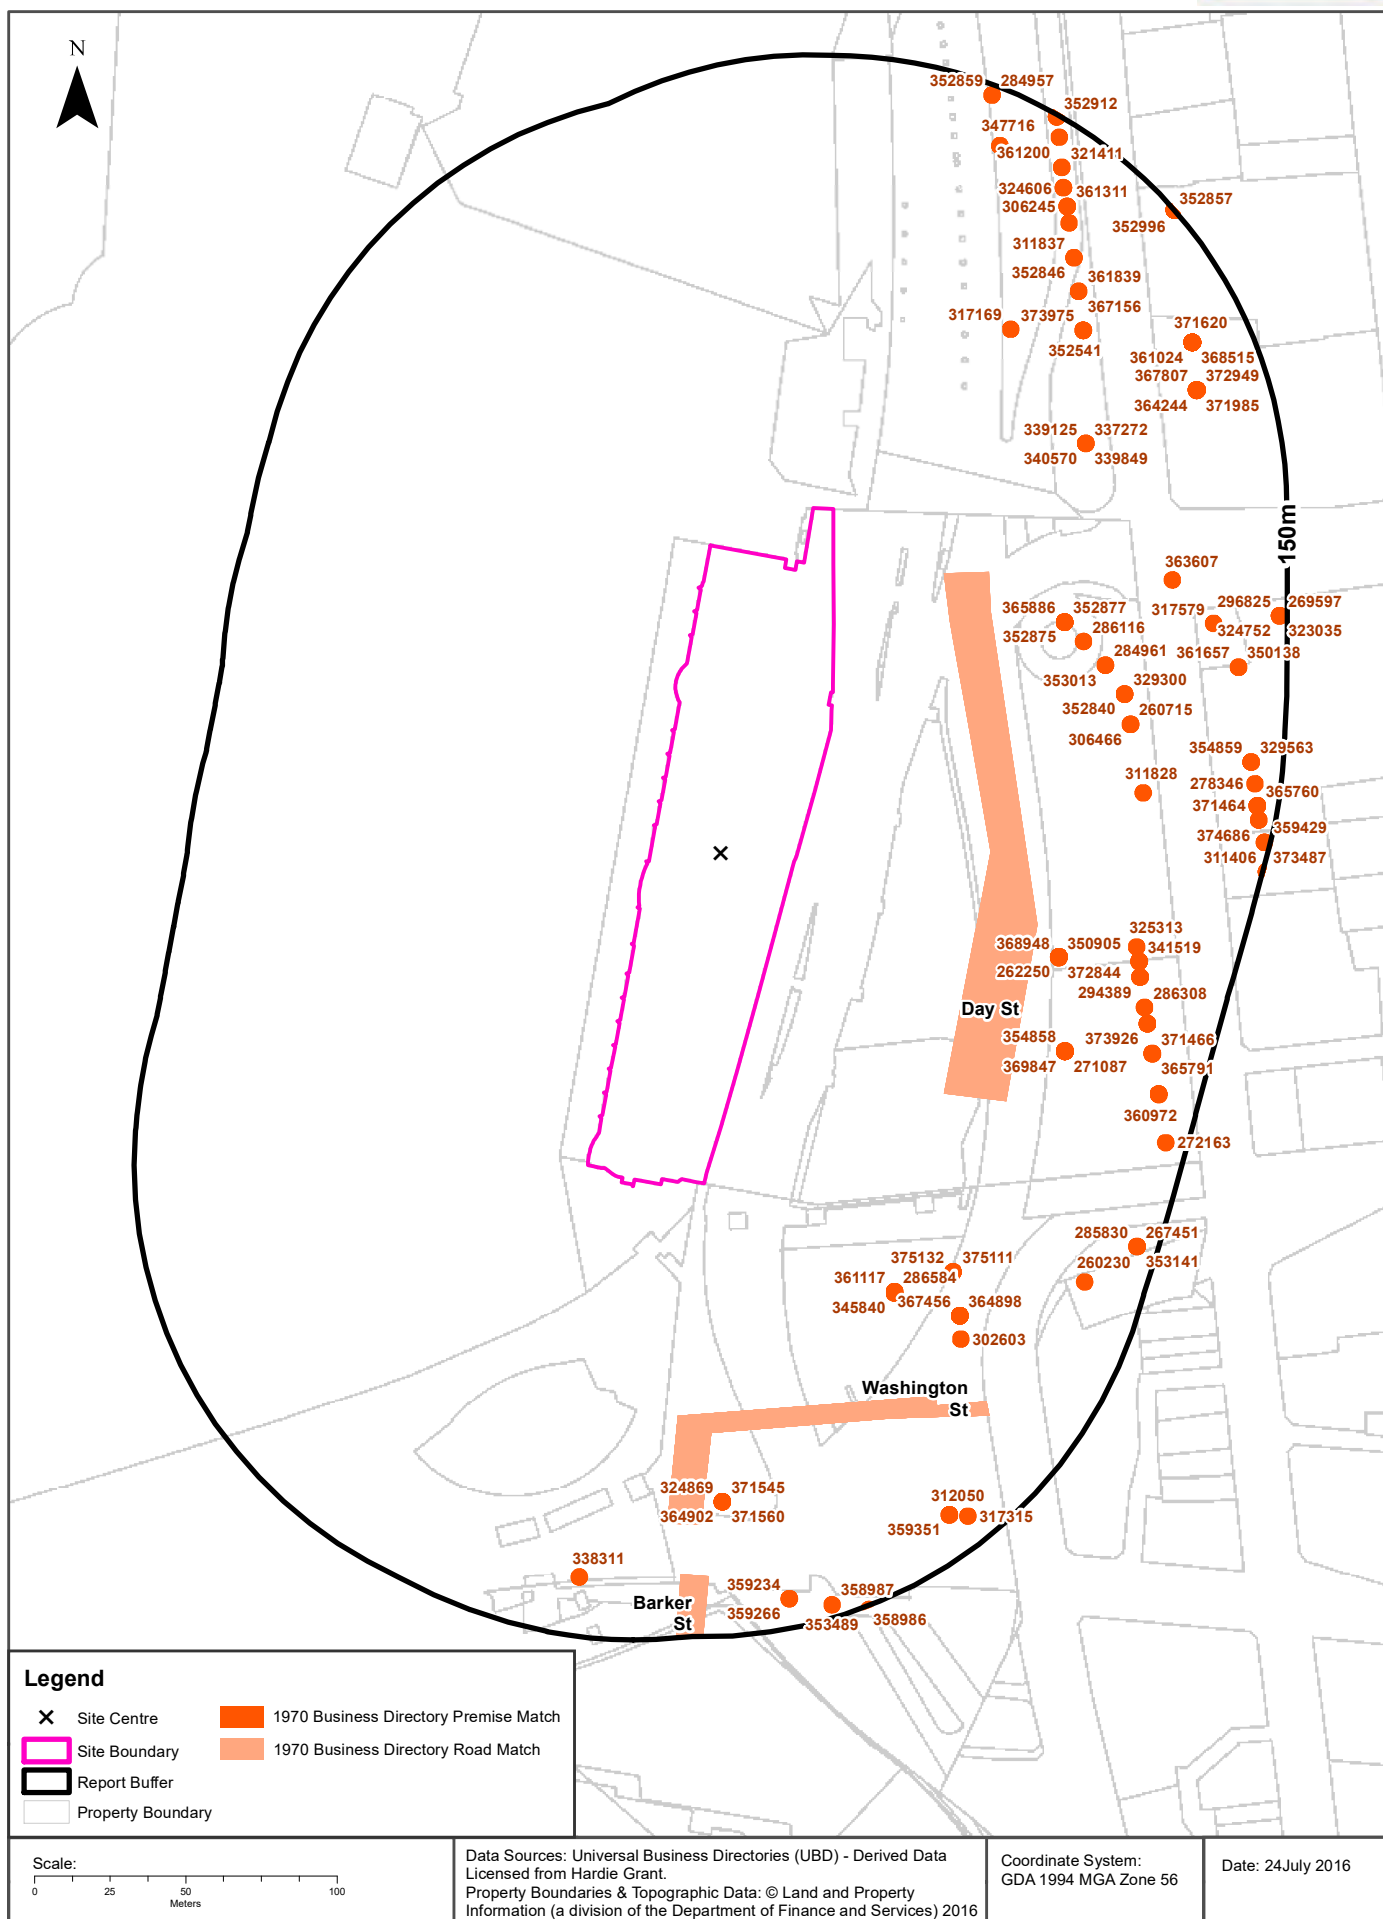 N
352859 284957
352912
347716
361200 321411
324606 361311
306245
352857
352996
311837
352846 361839
367156
317169 373975
352541
371620
361024 368515
367807 372949
364244 371985
339125 337272
340570 339849
150m
363607
365886 352877
352875 286116
317579 296825 269597
324752 323035
284961
361657 350138
353013 329300
352840 260715
306466
354859 329563
311828
278346 365760
371464
374686 359429
311406 373487
325313
368948 350905 341519
262250 372844
294389 286308
Day St
354858 373926 371466
369847 271087 365791
360972
272163
285830 267451
260230 353141
375132 375111
361117 286584
345840 367456 364898
302603
Washington
St
324869 371545
364902 371560
312050
359351 317315
338311
359234 358987
Barker
St
359266 353489 358986
Legend
Site Centre
1970 Business Directory Premise Match
Site Boundary
1970 Business Directory Road Match
Report Buffer
Property Boundary
Scale:
0 25 50 100
Meters
Data Sources: Universal Business Directories (UBD) - Derived Data
Licensed from Hardie Grant.
Property Boundaries & Topographic Data: © Land and Property
Information (a division of the Department of Finance and Services) 2016
Coordinate System:
GDA 1994 MGA Zone 56
Date: 24July 2016